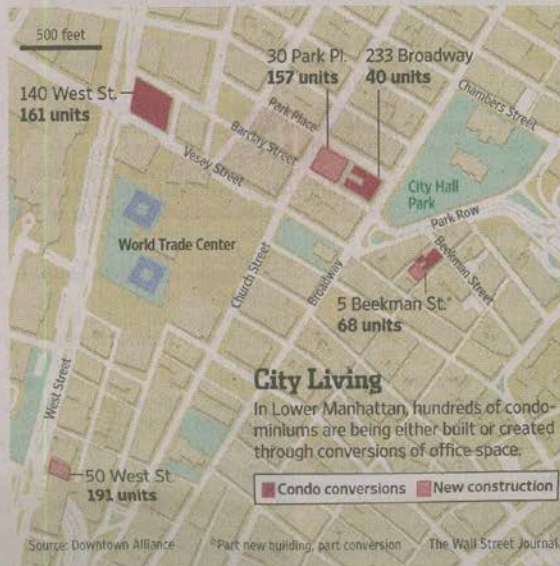 500 feet
30 Park Pl.
157 units
233 Broadway
40 units
140 West St.
161 units
Chambers Street
Park Place
Barclay Street
Vesey Street
City Hall
Park
Park Row
World Trade Center
Church Street
Broadway
Beekman Street
5 Beekman St.*
68 units
West Street
City Living
In Lower Manhattan, hundreds of condo-
miniums are being either built or created
through conversions of office space.
Condo conversions New construction
50 West St.
191 units
Source: Downtown Alliance *Part new building, part conversion The Wall Street Journal